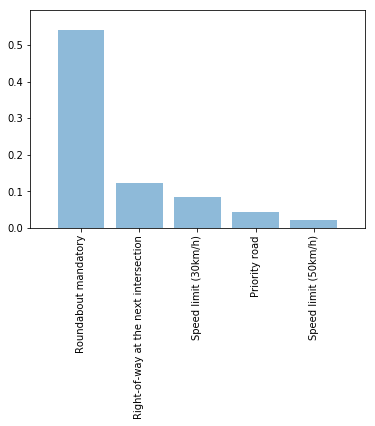 0.5
0.4
0.3
0.2
0.1
0.0
Roundabout mandatory
Right-of-way at the next intersection
Speed limit (30km/h)
Priority road
Speed limit (50km/h)